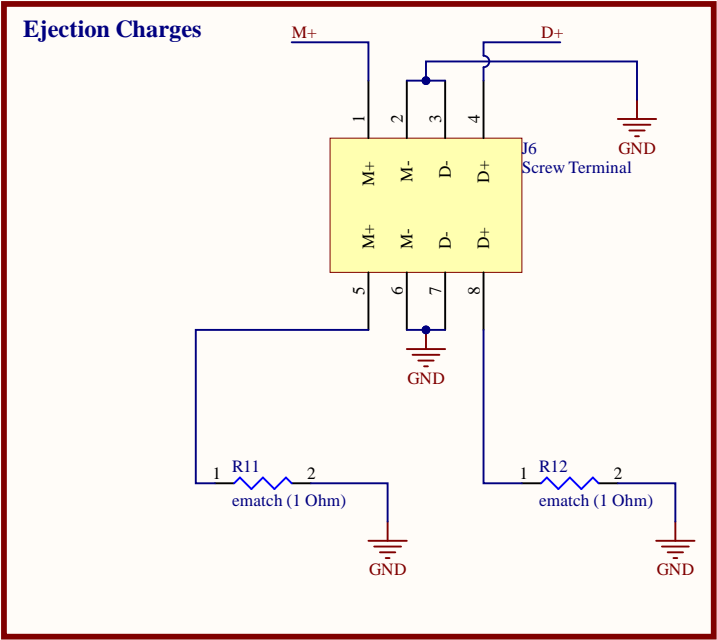 Ejection Charges
M+
D+
1
2
3
4
GND
J6
Screw Terminal
M+
M-
D-
D+
M+
M-
D-
D+
5
6
7
8
GND
1
R11
2
ematch (1 Ohm)
1
R12
2
ematch (1 Ohm)
GND
GND